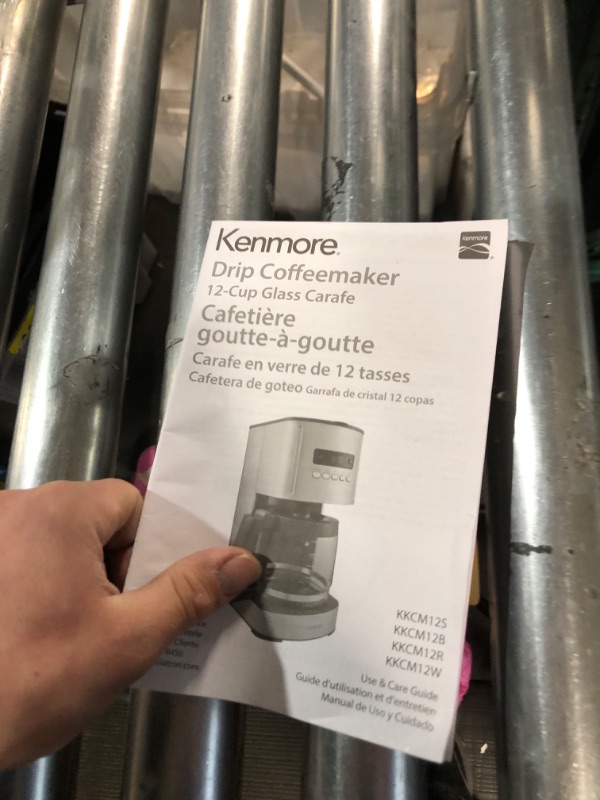 Kenmore®
kenmore®
Drip Coffeemaker
12-Cup Glass Carafe
Cafetière
goutte-à-goutte
Carafe en verre de 12 tasses
Cafetera de goteo Garrafa de cristal 12 copas
KKCM12S
KKCM12B
KKCM12R
KKCM12W
Use & Care Guide
Guide d'utilisation et d'entretien
Manual de Uso y Cuidado